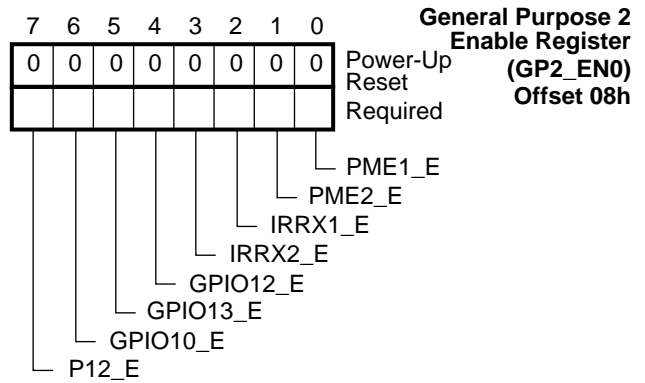 General Purpose 2
Enable Register
(GP2_EN0)
Offset 08h
7 6 5 4 3 2 1 0
0 0 0 0 0 0 0 0 Power-Up
Reset
Required
PME1_E
PME2_E
IRRX1_E
IRRX2_E
GPIO12_E
GPIO13_E
GPIO10_E
P12_E